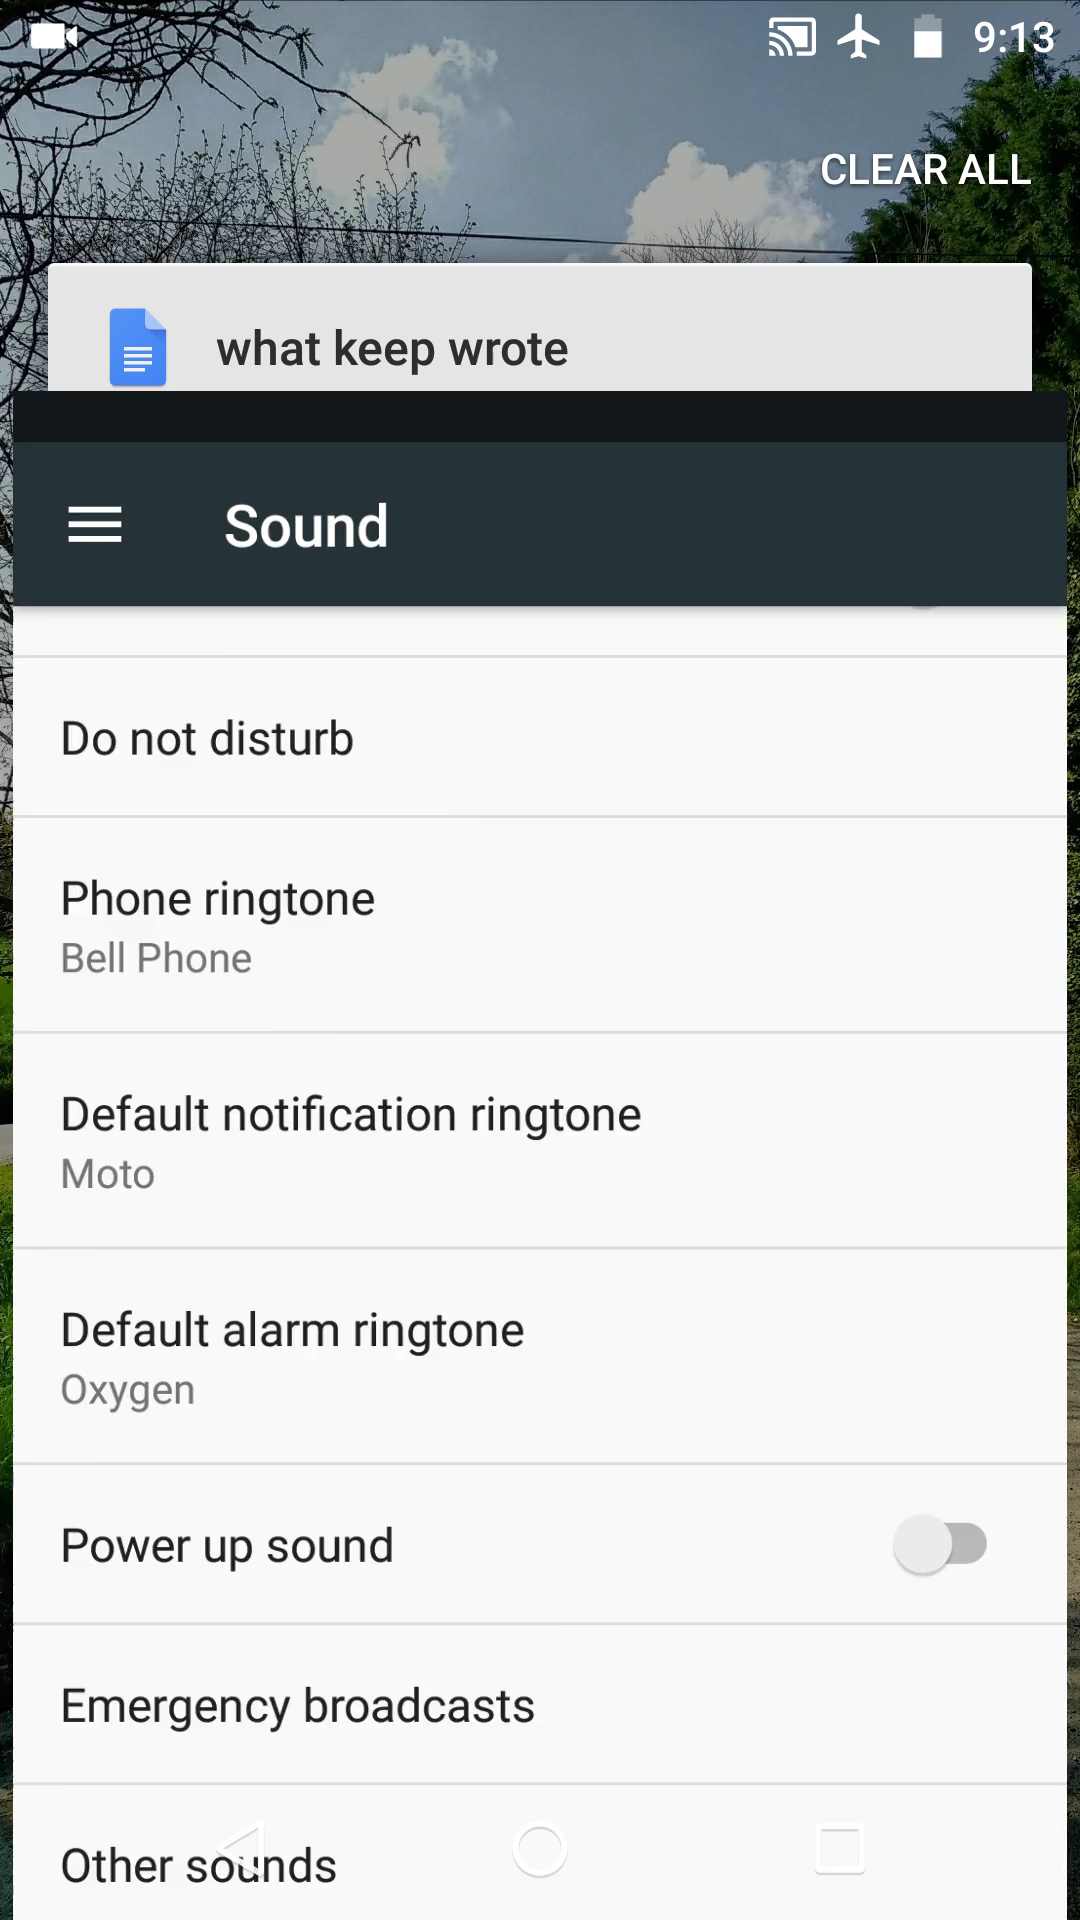 9:13
CLEAR ALL
what keep wrote
Sound
Do not disturb
Phone ringtone
Bell Phone
Default notification ringtone
Moto
Default alarm ringtone
Oxygen
Power up sound
Emergency broadcasts
Other sounds